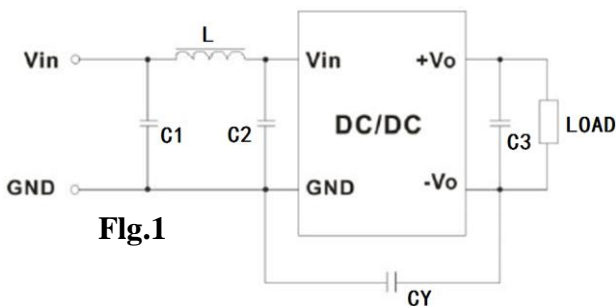 L
Vin
Vin
+Vo
C1
C2
DC/DC
C3
LOAD
GND
GND
-Vo
Flg.1
CY